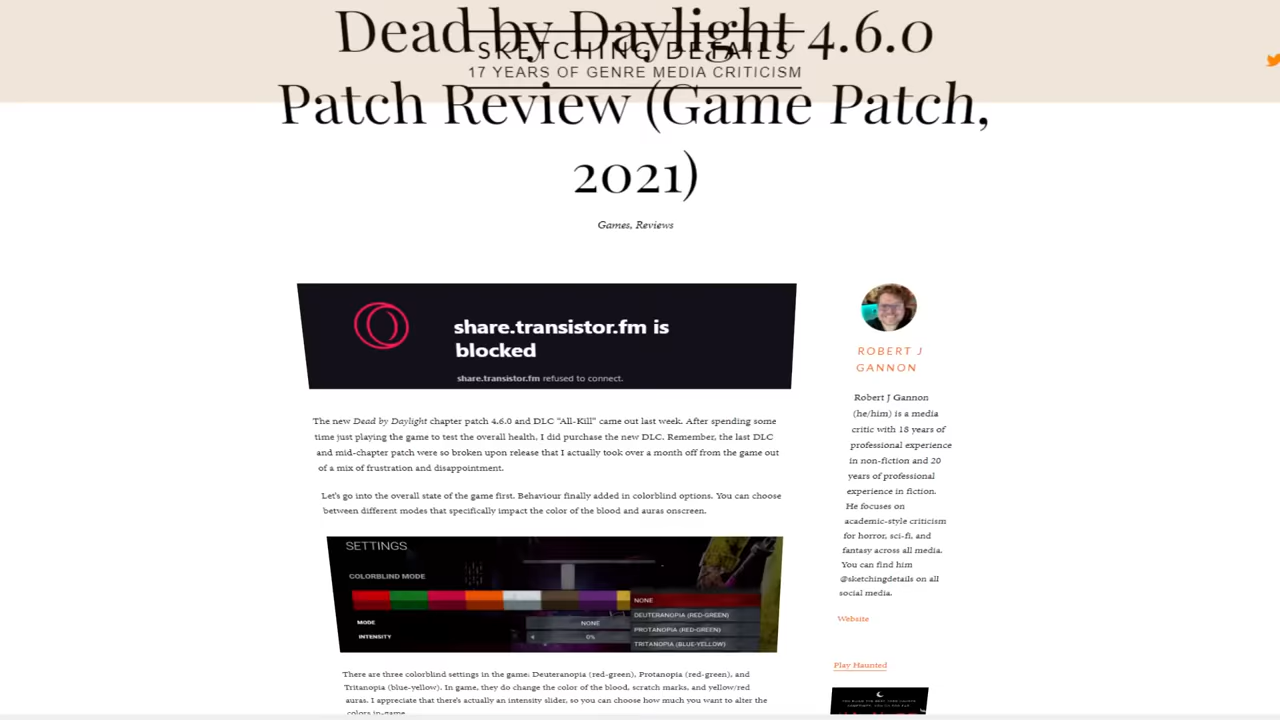 Dead by Daylight 4.6.0
SKETCHING DETAILS
17 YEARS OF GENRE MEDIA CRITICISM
Patch Review (Game Patch,
2021)
Games, Reviews
share.transistor.fm is
blocked
share.transistor.fm refused to connect.
The new Dead by Daylight chapter patch 4.6.0 and DLC “All-Kill” came out last week. After spending some
time just playing the game to test the overall health, I did purchase the new DLC. Remember, the last DLC
and mid-chapter patch were so broken upon release that I actually took over a month off from the game out
of a mix of frustration and disappointment.
Let's go into the overall state of the game first. Behaviour finally added in colorblind options. You can choose
between different modes that specifically impact the color of the blood and auras onscreen.
SETTINGS
COLORBLIND MODE
NONE
DEUTERANOPIA (RED-GREEN)
MODE
NONE
PROTANOPIA (RED-GREEN)
INTENSITY
0%
TRITANOPIA (BLUE-YELLOW)
There are three colorblind settings in the game: Deuteranopia (red-green), Protanopia (red-green), and
Tritanopia (blue-yellow). In game, they do change the color of the blood, scratch marks, and yellow/red
auras. I appreciate that there's actually an intensity slider, so you can choose how much you want to alter the
colors in-game.
ROBERT J
GANNON
Robert J Gannon
(he/him) is a media
critic with 18 years of
professional experience
in non-fiction and 20
years of professional
experience in fiction.
He focuses on
academic-style criticism
for horror, sci-fi, and
fantasy across all media.
You can find him
@sketchingdetails on all
social media.
Website
Play Haunted